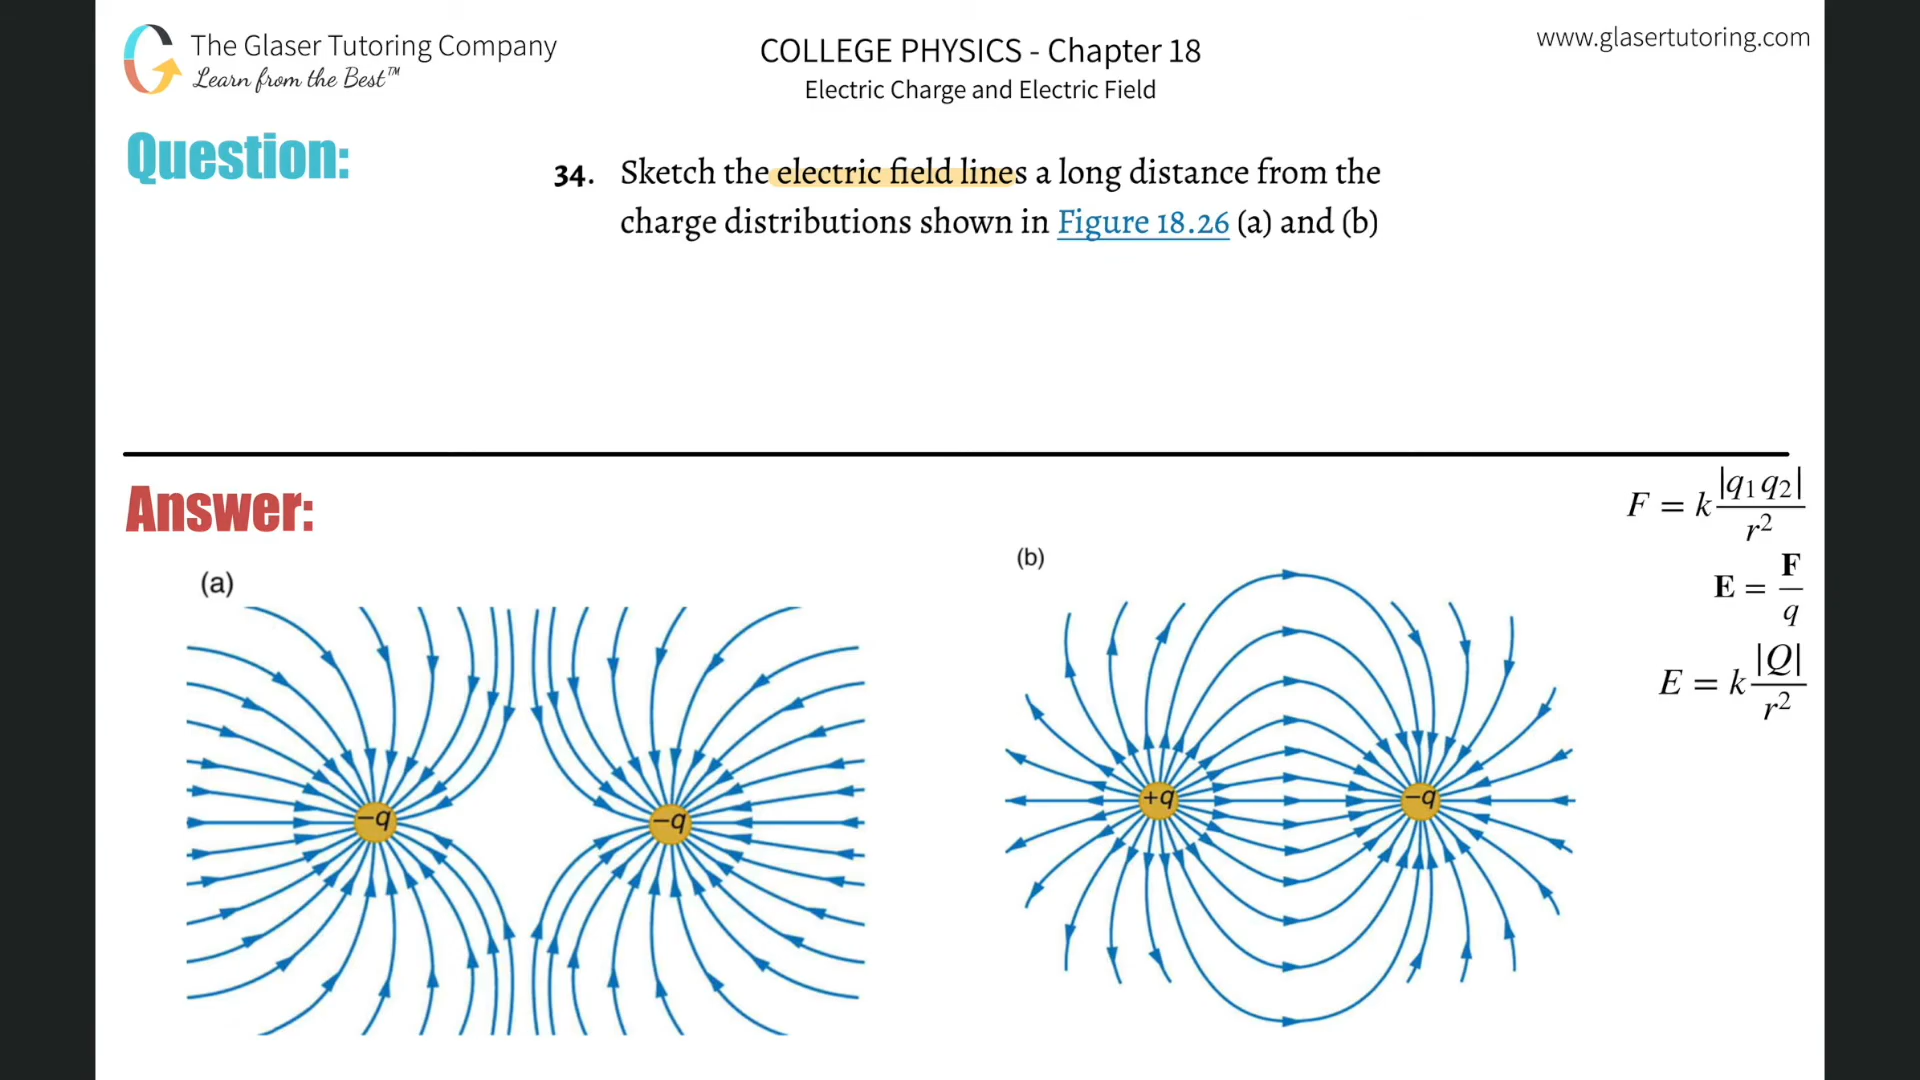 The Glaser Tutoring Company
Learn from the Best™
COLLEGE PHYSICS - Chapter 18
Electric Charge and Electric Field
www.glasertutoring.com
Question:
34. Sketch the electric field lines a long distance from the
charge distributions shown in Figure 18.26 (a) and (b)
Answer:
F = k |q₁q₂| / r²
E = F / q
E = k |Q| / r²
(a)
(b)
−q
−q
+q
−q